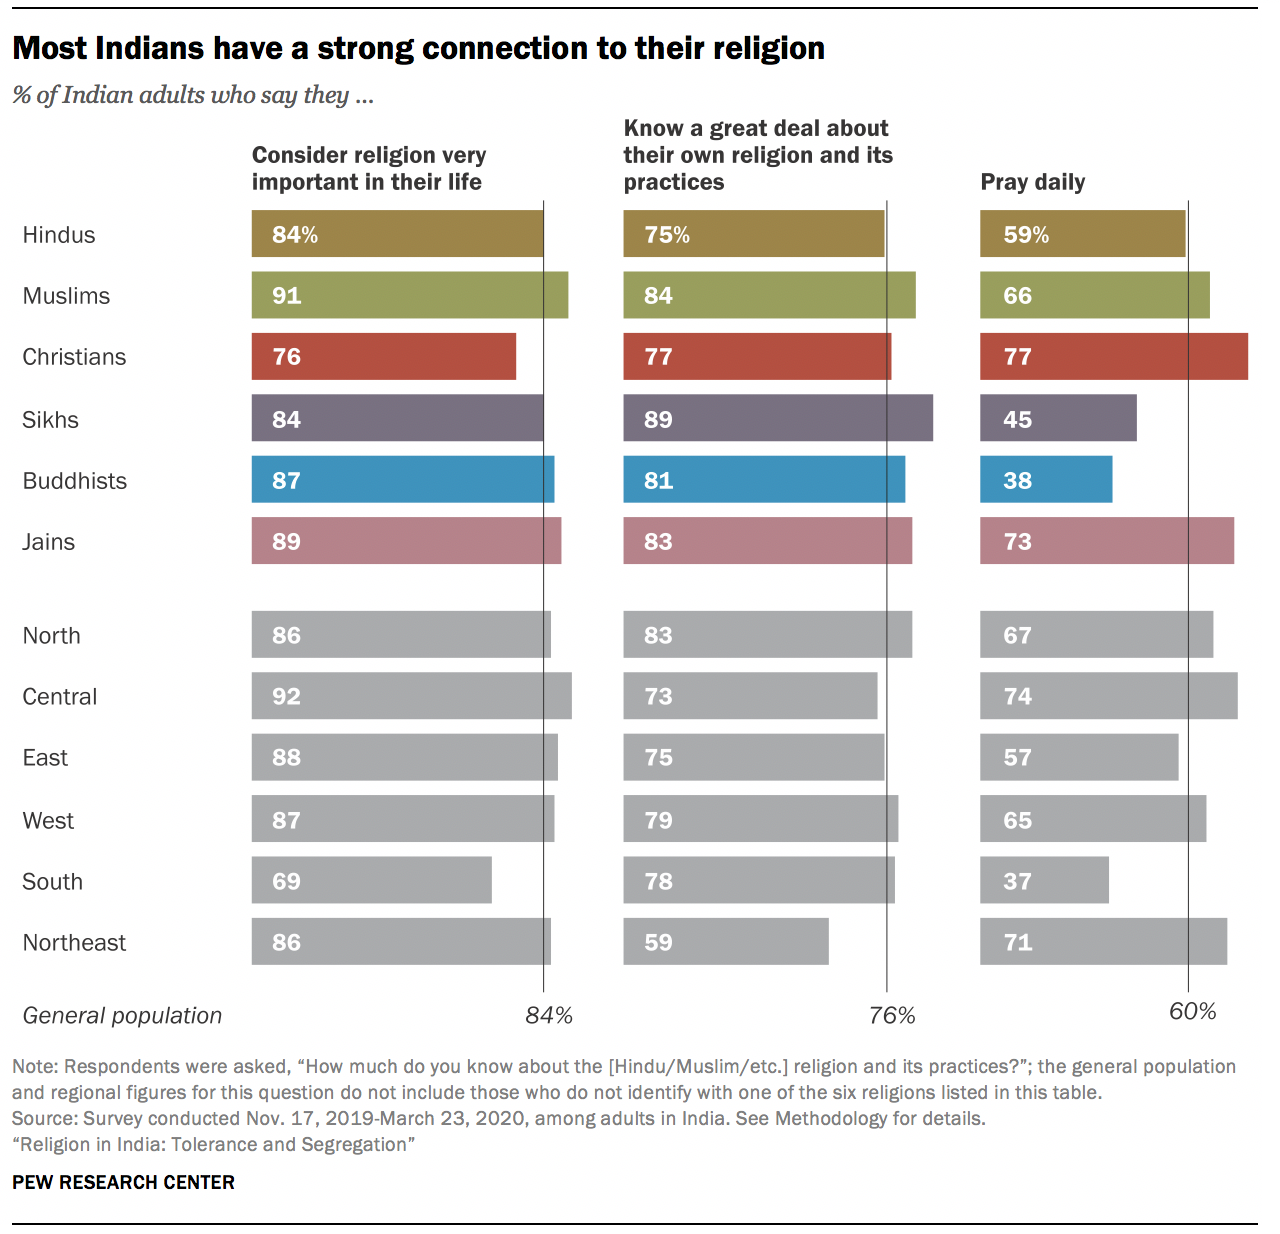 Most Indians have a strong connection to their religion
% of Indian adults who say they ...
Consider religion very
important in their life
Know a great deal about
their own religion and its
practices
Pray daily
Hindus 84% 75% 59%
Muslims 91 84 66
Christians 76 77 77
Sikhs 84 89 45
Buddhists 87 81 38
Jains 89 83 73
North 86 83 67
Central 92 73 74
East 88 75 57
West 87 79 65
South 69 78 37
Northeast 86 59 71
General population 84% 76% 60%
Note: Respondents were asked, “How much do you know about the [Hindu/Muslim/etc.] religion and its practices?”; the general population
and regional figures for this question do not include those who do not identify with one of the six religions listed in this table.
Source: Survey conducted Nov. 17, 2019-March 23, 2020, among adults in India. See Methodology for details.
“Religion in India: Tolerance and Segregation”
PEW RESEARCH CENTER